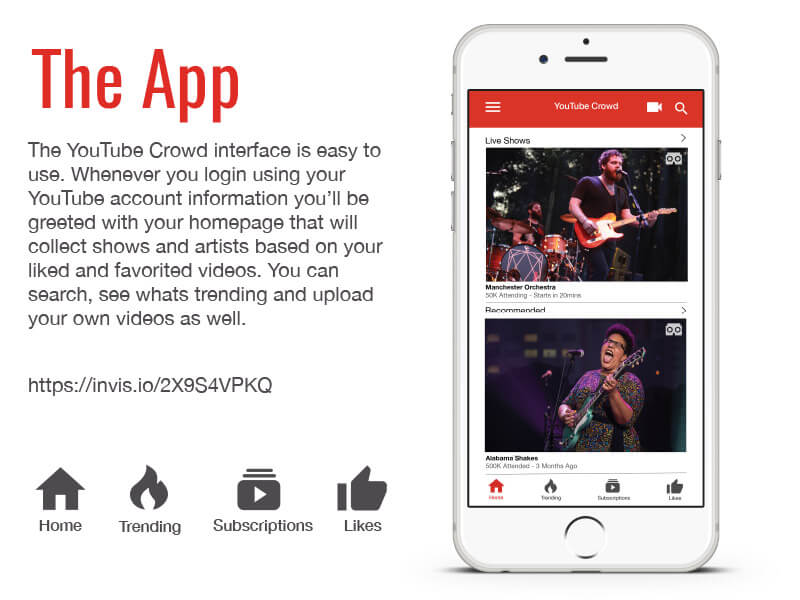 The App
The YouTube Crowd interface is easy to
use. Whenever you login using your
YouTube account information you’ll be
greeted with your homepage that will
collect shows and artists based on your
liked and favorited videos. You can
search, see whats trending and upload
your own videos as well.
https://invis.io/2X9S4VPKQ
Home
Trending
Subscriptions
Likes
YouTube Crowd
Live Shows
Manchester Orchestra
50K Attending - Starts in 20mins
Recommended
Alabama Shakes
500K Attended - 3 Months Ago
Home
Trending
Subscriptions
Likes